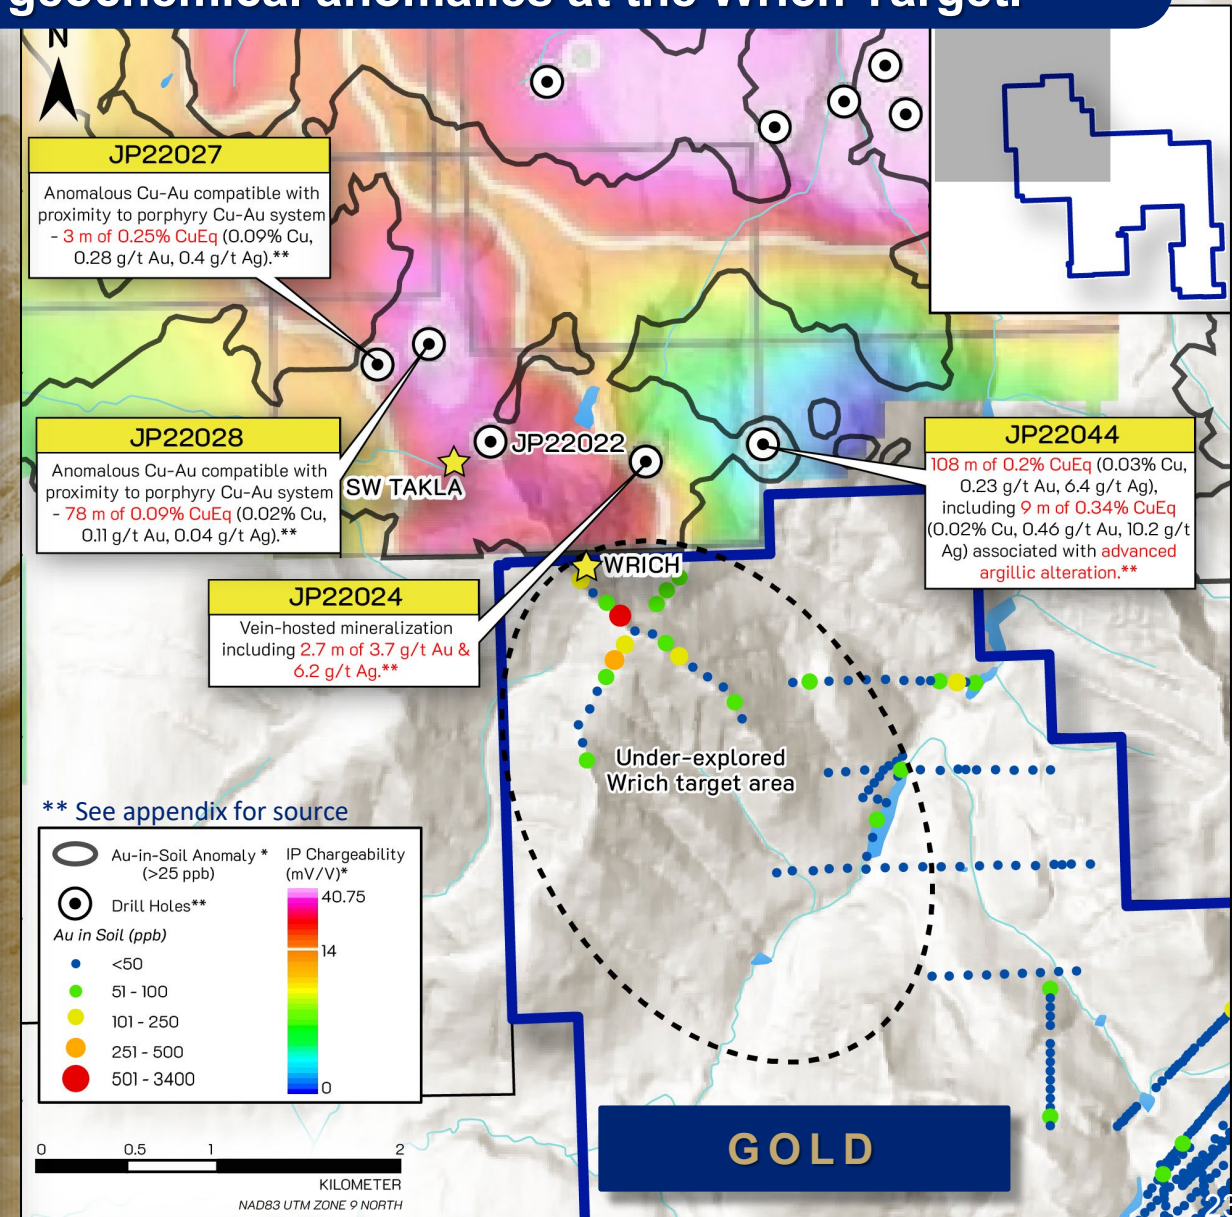 geochemical anomalies at the Wrich Target.
N
JP22027
Anomalous Cu-Au compatible with
proximity to porphyry Cu-Au system
- 3 m of 0.25% CuEq (0.09% Cu,
0.28 g/t Au, 0.4 g/t Ag).**
JP22028
Anomalous Cu-Au compatible with
proximity to porphyry Cu-Au system
- 78 m of 0.09% CuEq (0.02% Cu,
0.11 g/t Au, 0.04 g/t Ag).**
JP22022
SW TAKLA
JP22044
108 m of 0.2% CuEq (0.03% Cu,
0.23 g/t Au, 6.4 g/t Ag),
including 9 m of 0.34% CuEq
(0.02% Cu, 0.46 g/t Au, 10.2 g/t
Ag) associated with advanced
argillic alteration.**
WRICH
JP22024
Vein-hosted mineralization
including 2.7 m of 3.7 g/t Au &
6.2 g/t Ag.**
Under-explored
Wrich target area
** See appendix for source
Au-in-Soil Anomaly *
(>25 ppb)
Drill Holes**
Au in Soil (ppb)
<50
51 - 100
101 - 250
251 - 500
501 - 3400
IP Chargeability
(mV/V)*
40.75
14
0
0 0.5 1 2
KILOMETER
NAD83 UTM ZONE 9 NORTH
GOLD